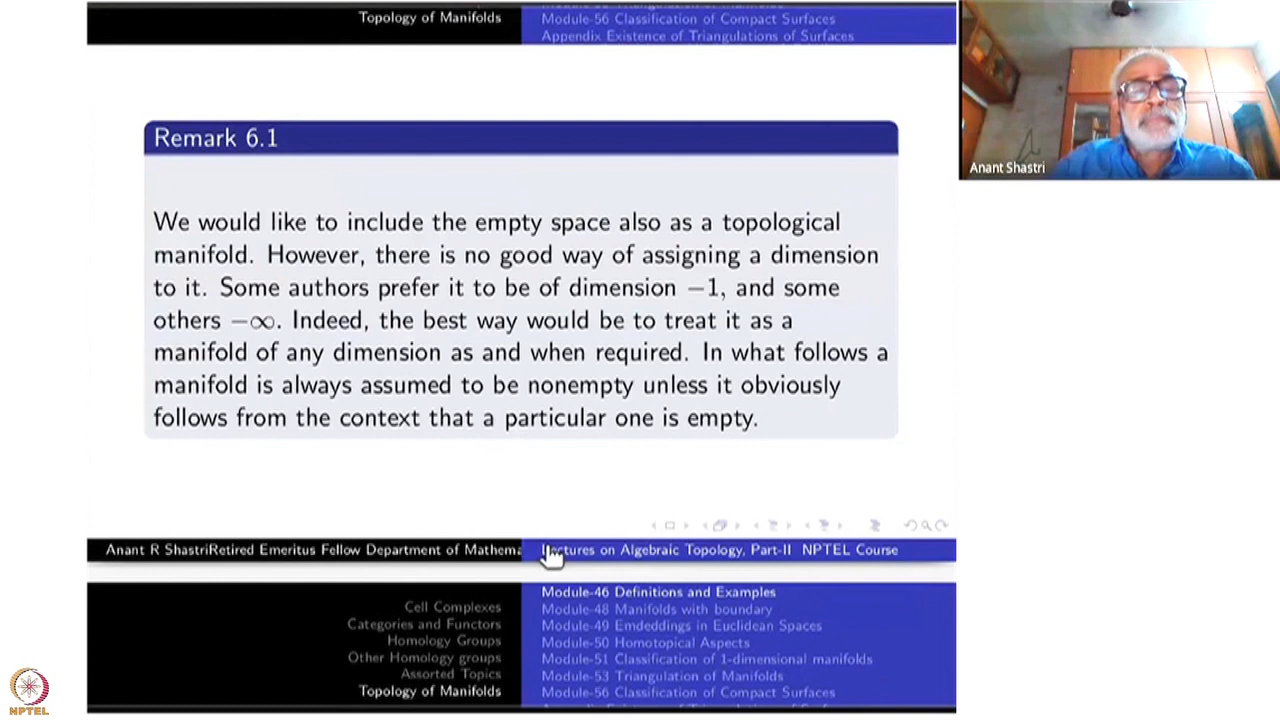 Topology of Manifolds
Module-56 Classification of Compact Surfaces
Appendix Existence of Triangulations of Surfaces
Remark 6.1
We would like to include the empty space also as a topological
manifold. However, there is no good way of assigning a dimension
to it. Some authors prefer it to be of dimension −1, and some
others −∞. Indeed, the best way would be to treat it as a
manifold of any dimension as and when required. In what follows a
manifold is always assumed to be nonempty unless it obviously
follows from the context that a particular one is empty.
Anant R ShastriRetired Emeritus Fellow Department of Mathema
Lectures on Algebraic Topology, Part-II NPTEL Course
Cell Complexes
Categories and Functors
Homology Groups
Other Homology groups
Assorted Topics
Topology of Manifolds
Module-46 Definitions and Examples
Module-48 Manifolds with boundary
Module-49 Emdeddings in Euclidean Spaces
Module-50 Homotopical Aspects
Module-51 Classification of 1-dimensional manifolds
Module-53 Triangulation of Manifolds
Module-56 Classification of Compact Surfaces
Anant Shastri
NPTEL